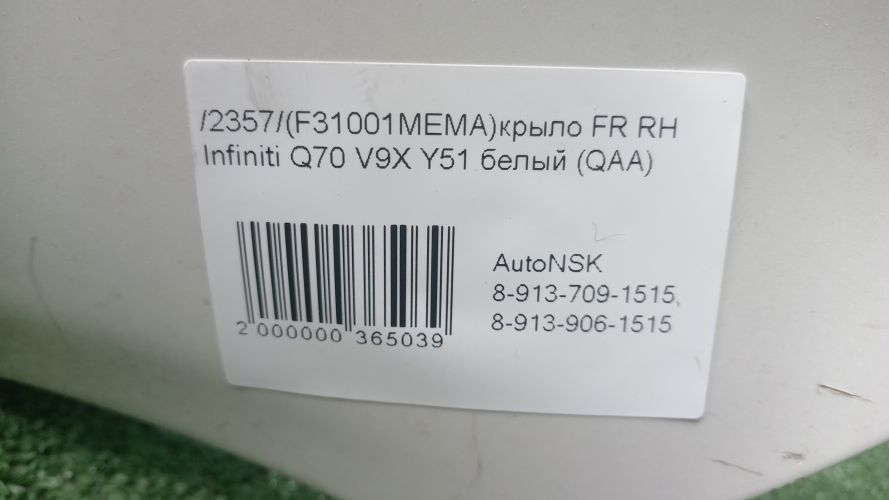 /2357/(F31001MEMA)крыло FR RH
Infiniti Q70 V9X Y51 белый (QAA)
AutoNSK
8-913-709-1515,
8-913-906-1515
2 000000 365039